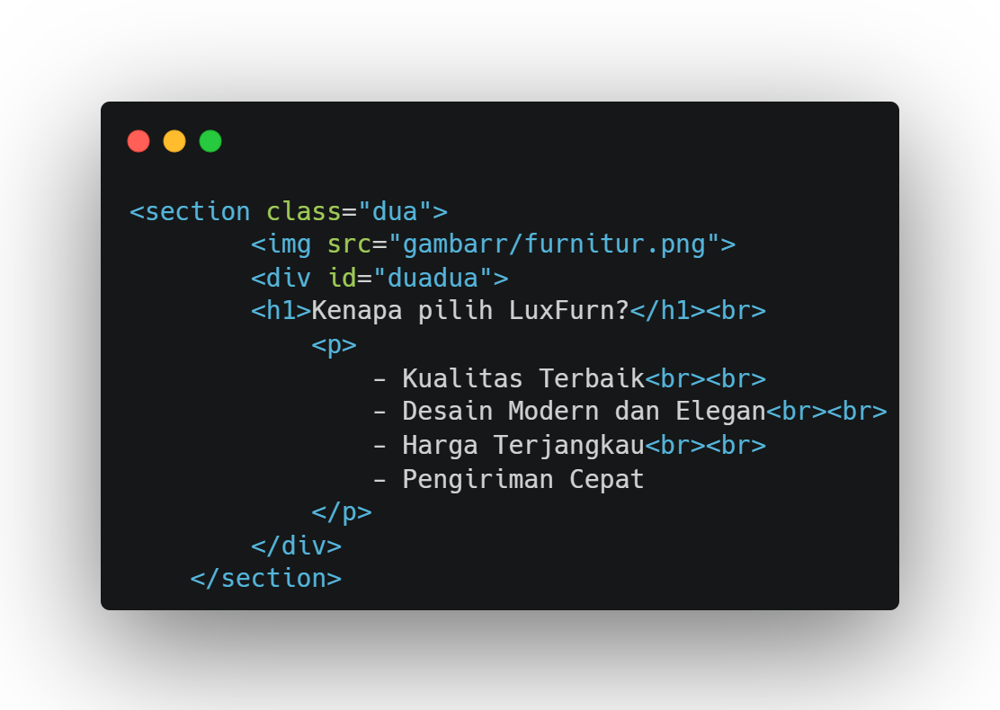 <section class="dua">
        <img src="gambarr/furnitur.png">
        <div id="duadua">
        <h1>Kenapa pilih LuxFurn?</h1><br>
            <p>
                - Kualitas Terbaik<br><br>
                - Desain Modern dan Elegan<br><br>
                - Harga Terjangkau<br><br>
                - Pengiriman Cepat
            </p>
        </div>
    </section>